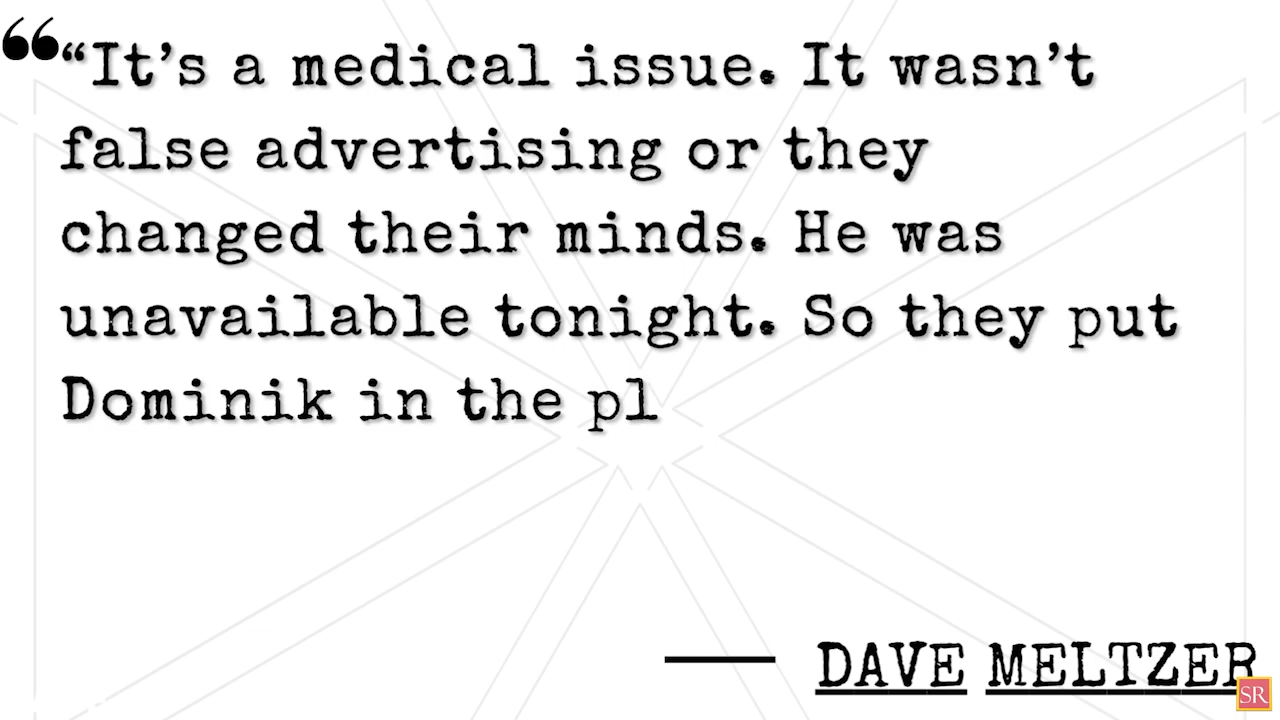 ““It’s a medical issue. It wasn’t
false advertising or they
changed their minds. He was
unavailable tonight. So they put
Dominik in the pl
— DAVE MELTZER
SR